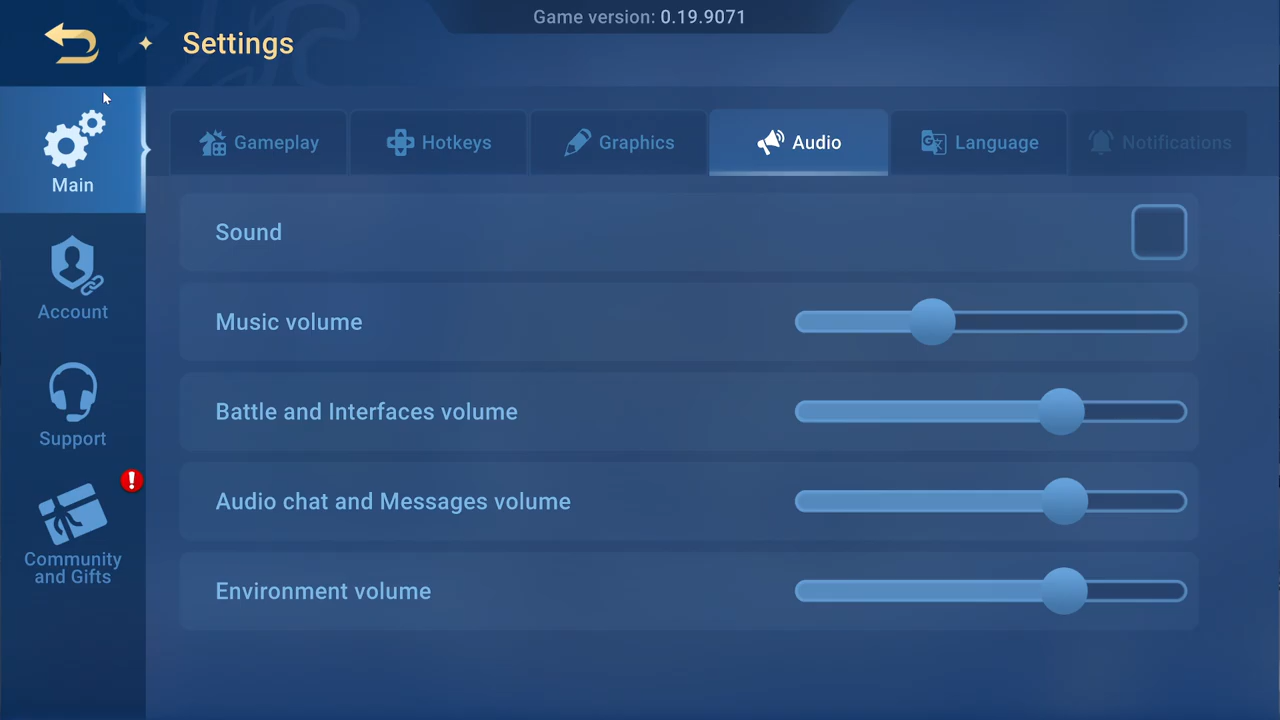 Game version: 0.19.9071
Settings
Main
Account
Support
!
Community
and Gifts
Gameplay
Hotkeys
Graphics
Audio
Language
Notifications
Sound
Music volume
Battle and Interfaces volume
Audio chat and Messages volume
Environment volume